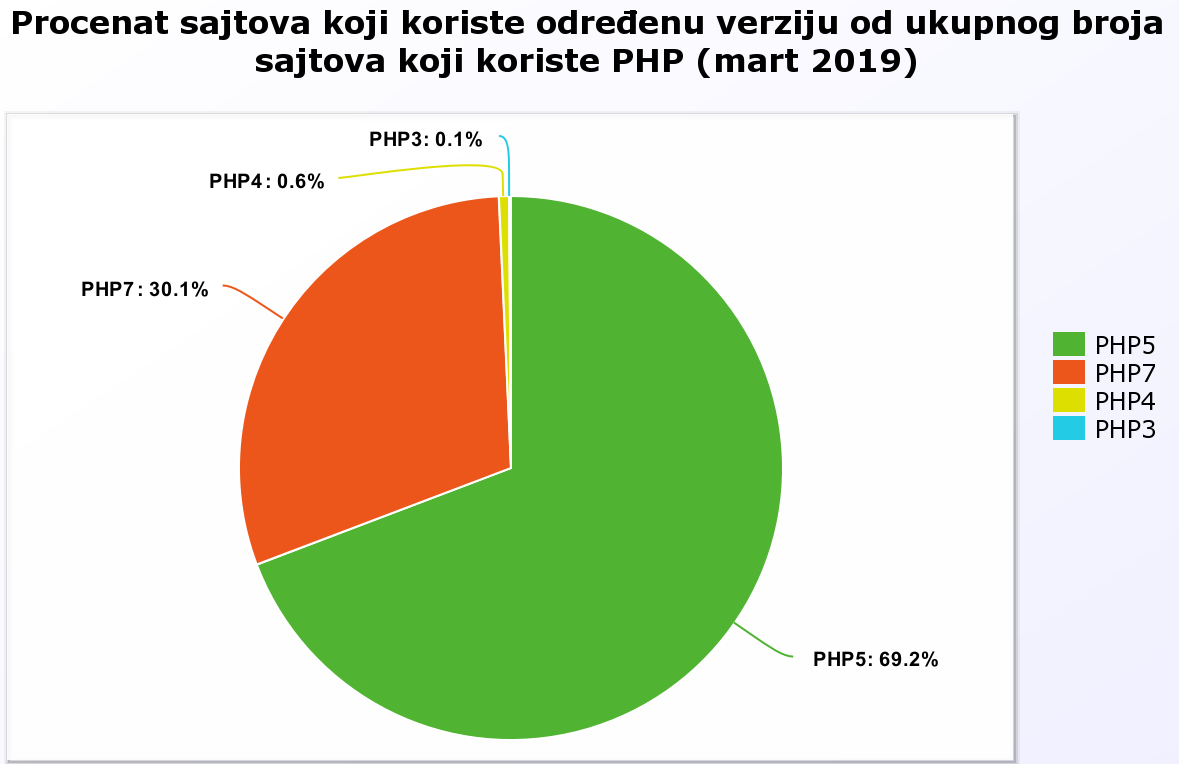 Procenat sajtova koji koriste određenu verziju od ukupnog broja
sajtova koji koriste PHP (mart 2019)
PHP3: 0.1%
PHP4: 0.6%
PHP7: 30.1%
PHP5: 69.2%
PHP5
PHP7
PHP4
PHP3